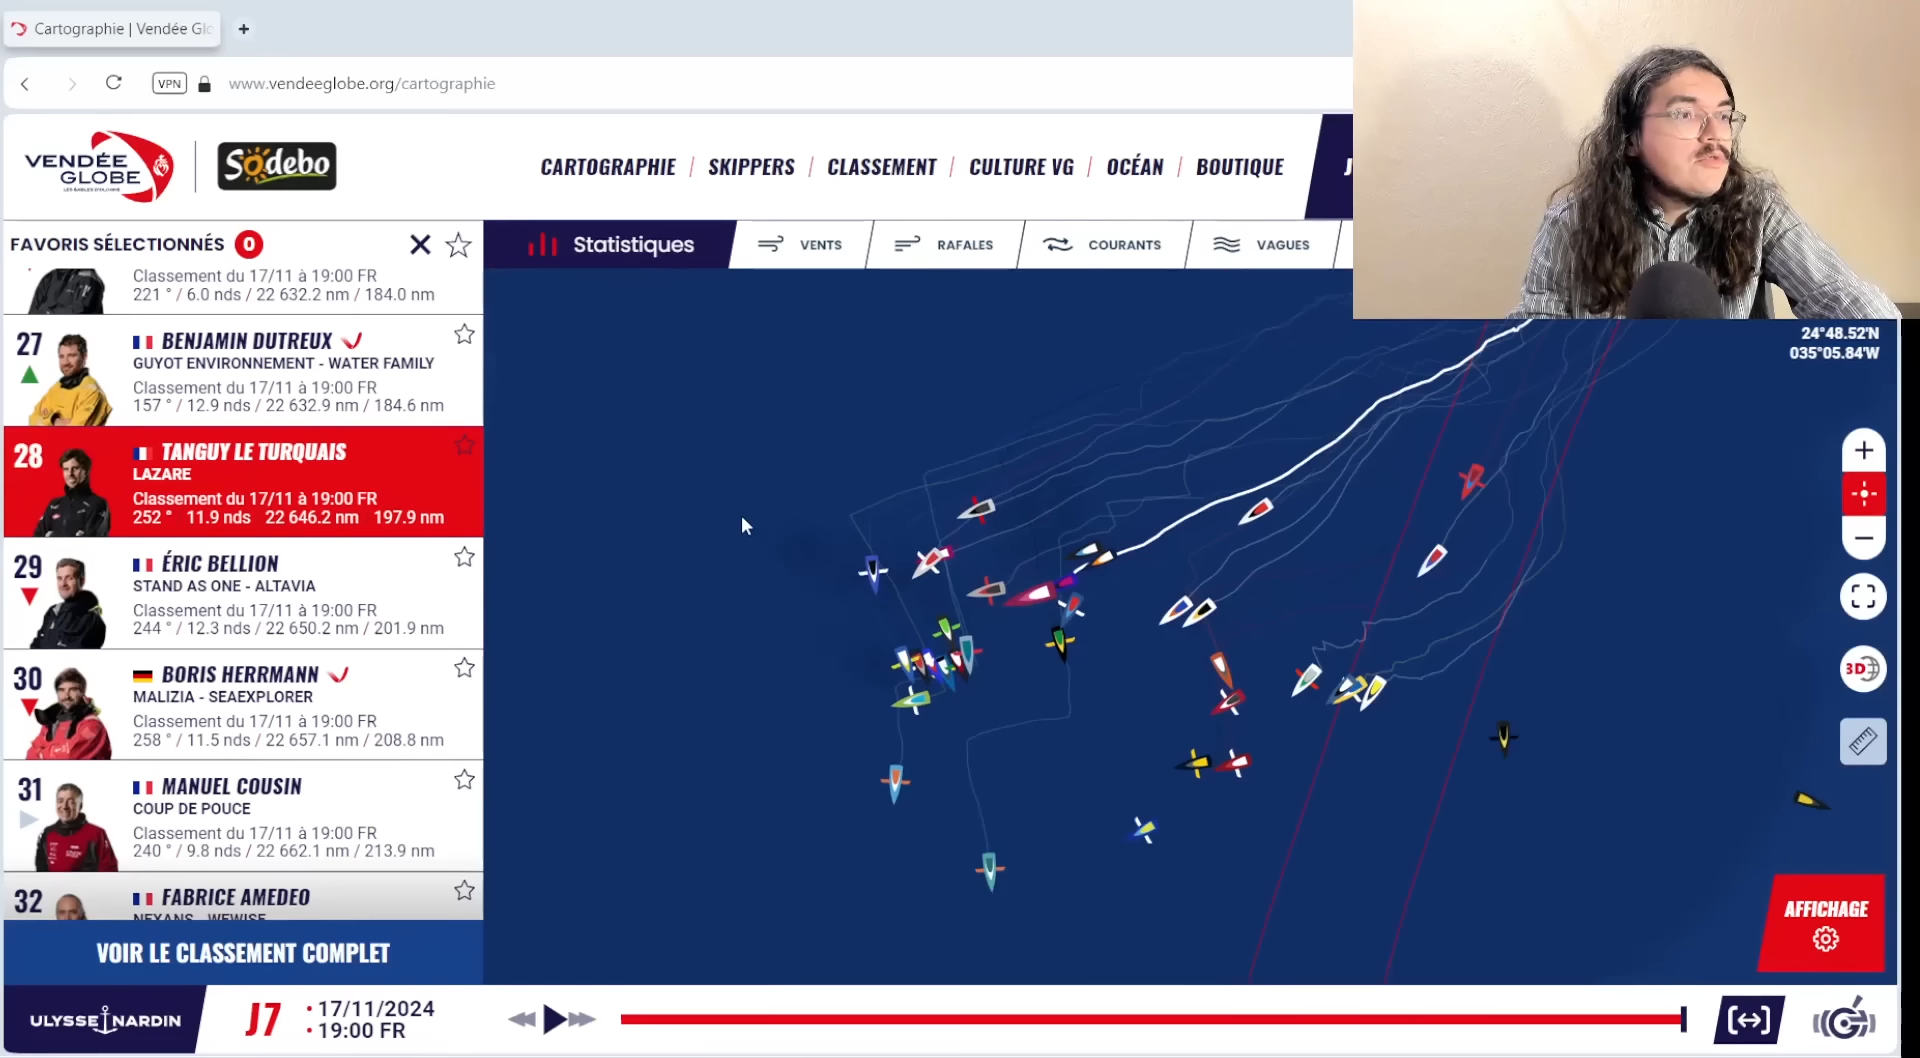 Cartographie | Vendée Glo
VPN
www.vendeeglobe.org/cartographie
VENDÉE
GLOBE
LES SABLES D'OLONNE
Sodebo
CARTOGRAPHIE / SKIPPERS / CLASSEMENT / CULTURE VG / OCÉAN / BOUTIQUE
J
FAVORIS SÉLECTIONNÉS 0
Statistiques
VENTS
RAFALES
COURANTS
VAGUES
Classement du 17/11 à 19:00 FR
221 ° / 6.0 nds / 22 632.2 nm / 184.0 nm
27
BENJAMIN DUTREUX
GUYOT ENVIRONNEMENT - WATER FAMILY
Classement du 17/11 à 19:00 FR
157 ° / 12.9 nds / 22 632.9 nm / 184.6 nm
28
TANGUY LE TURQUAIS
LAZARE
Classement du 17/11 à 19:00 FR
252 ° 11.9 nds 22 646.2 nm 197.9 nm
29
ÉRIC BELLION
STAND AS ONE - ALTAVIA
Classement du 17/11 à 19:00 FR
244 ° / 12.3 nds / 22 650.2 nm / 201.9 nm
30
BORIS HERRMANN
MALIZIA - SEAEXPLORER
Classement du 17/11 à 19:00 FR
258 ° / 11.5 nds / 22 657.1 nm / 208.8 nm
31
MANUEL COUSIN
COUP DE POUCE
Classement du 17/11 à 19:00 FR
240 ° / 9.8 nds / 22 662.1 nm / 213.9 nm
32
FABRICE AMEDEO
NEXANS - WEWISE
VOIR LE CLASSEMENT COMPLET
24°48.52'N
035°05.84'W
3D
AFFICHAGE
ULYSSE NARDIN
J7
17/11/2024
19:00 FR